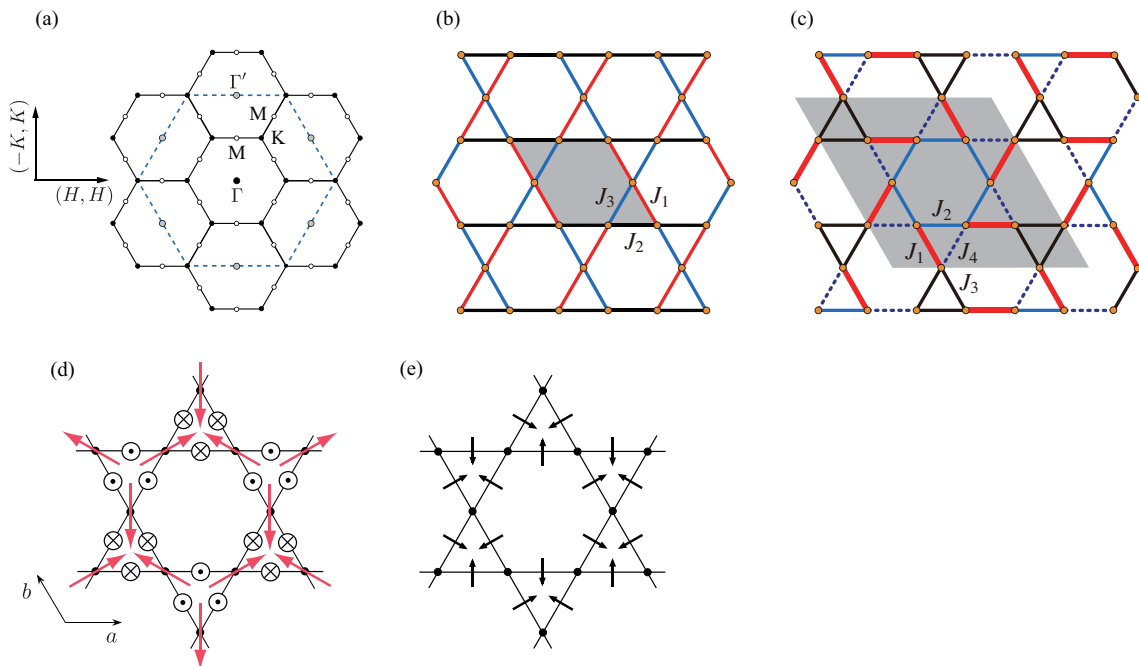 (a)
Γ′
M
K
M
Γ
(−K, K)
(H, H)
(b)
J3
J1
J2
(c)
J2
J1
J4
J3
(d)
b
a
(e)